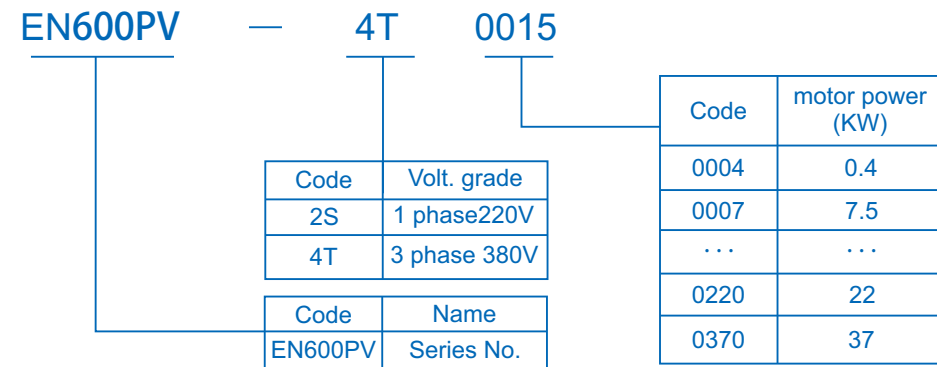 EN600PV — 4T 0015
Code motor power
(KW)
0004 0.4
0007 7.5
... ...
0220 22
0370 37
Code Volt. grade
2S 1 phase220V
4T 3 phase 380V
Code Name
EN600PV Series No.